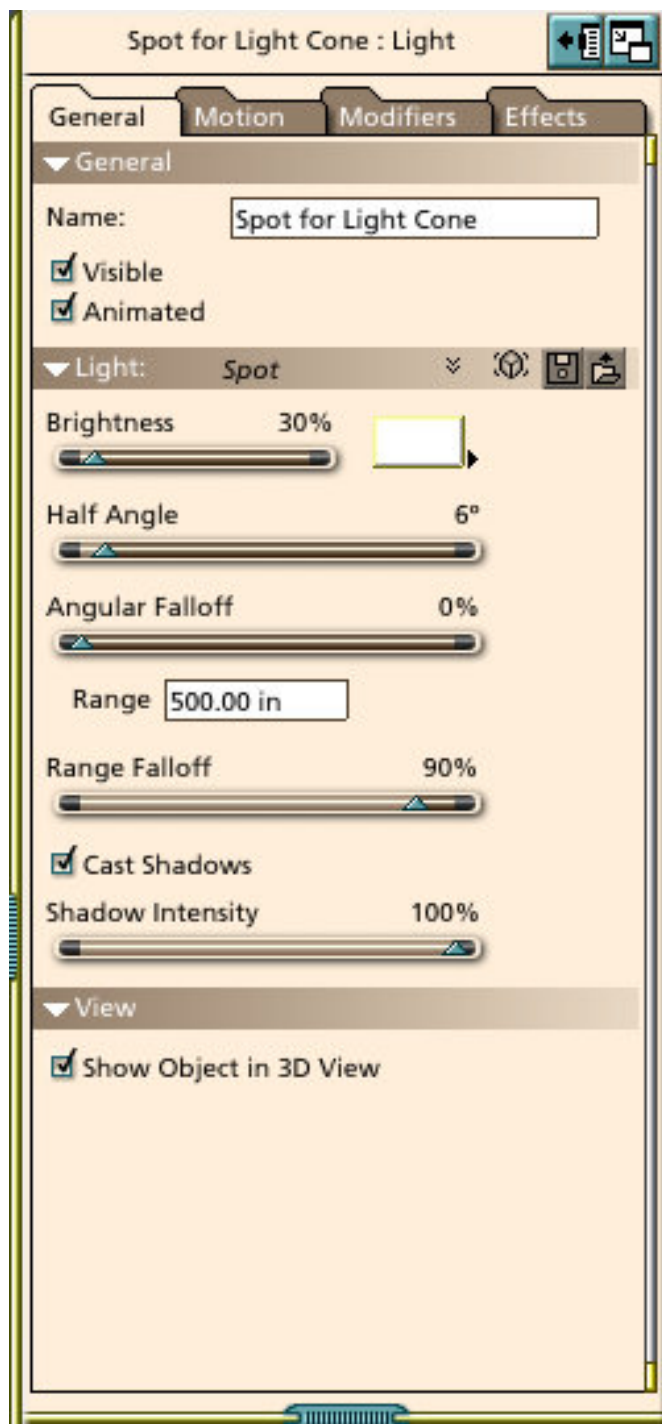 Spot for Light Cone : Light
General Motion Modifiers Effects
General
Name: Spot for Light Cone
Visible
Animated
Light: Spot
Brightness 30%
Half Angle 6°
Angular Falloff 0%
Range 500.00 in
Range Falloff 90%
Cast Shadows
Shadow Intensity 100%
View
Show Object in 3D View